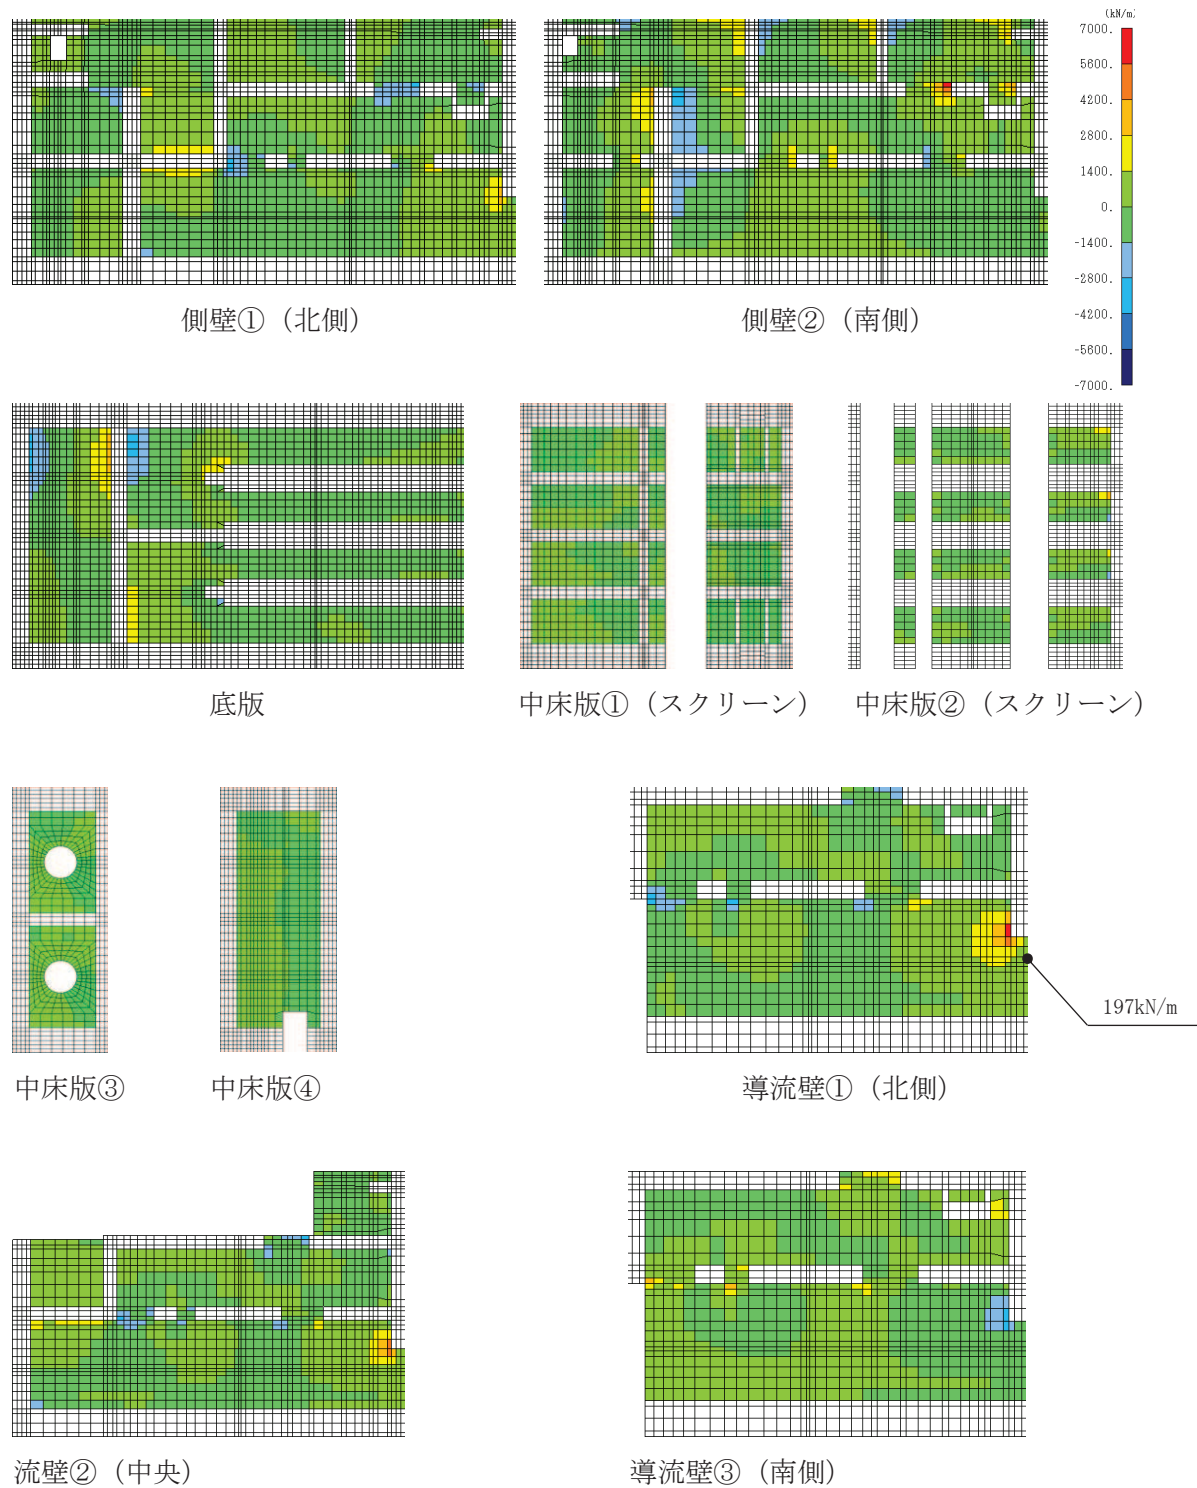 (kN/m)
7000.
5600.
4200.
2800.
1400.
0.
-1400.
-2800.
-4200.
-5600.
-7000.
側壁①（北側）
側壁②（南側）
底版
中床版①（スクリーン）
中床版②（スクリーン）
197kN/m
中床版③
中床版④
導流壁①（北側）
流壁②（中央）
導流壁③（南側）